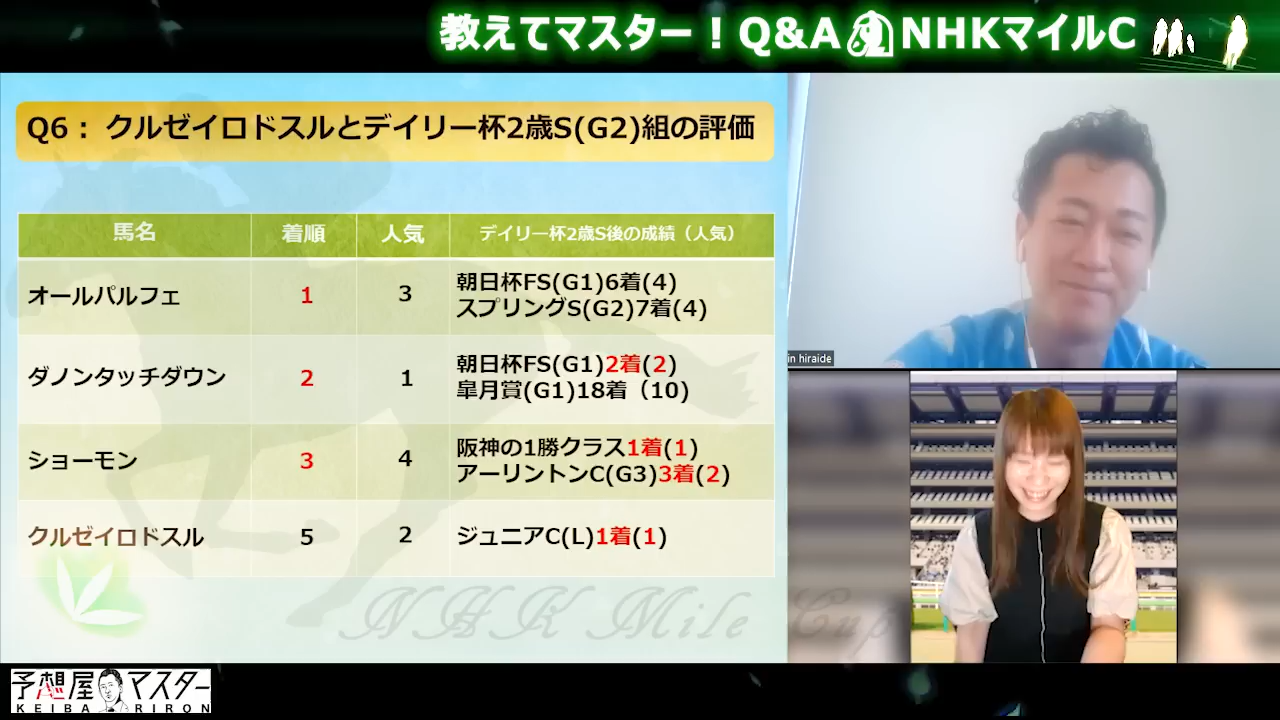 教えてマスター！Q&A NHKマイルC
Q6： クルゼイロドスルとデイリー杯2歳S(G2)組の評価
馬名 着順 人気 デイリー杯2歳S後の成績（人気）
オールパルフェ 1 3 朝日杯FS(G1)6着(4)
スプリングS(G2)7着(4)
ダノンタッチダウン 2 1 朝日杯FS(G1)2着(2)
皐月賞(G1)18着（10)
ショーモン 3 4 阪神の1勝クラス1着(1)
アーリントンC(G3)3着(2)
クルゼイロドスル 5 2 ジュニアC(L)1着(1)
in hiraide
NHK Mile Cup
予想屋マスター
KEIBA RIRON